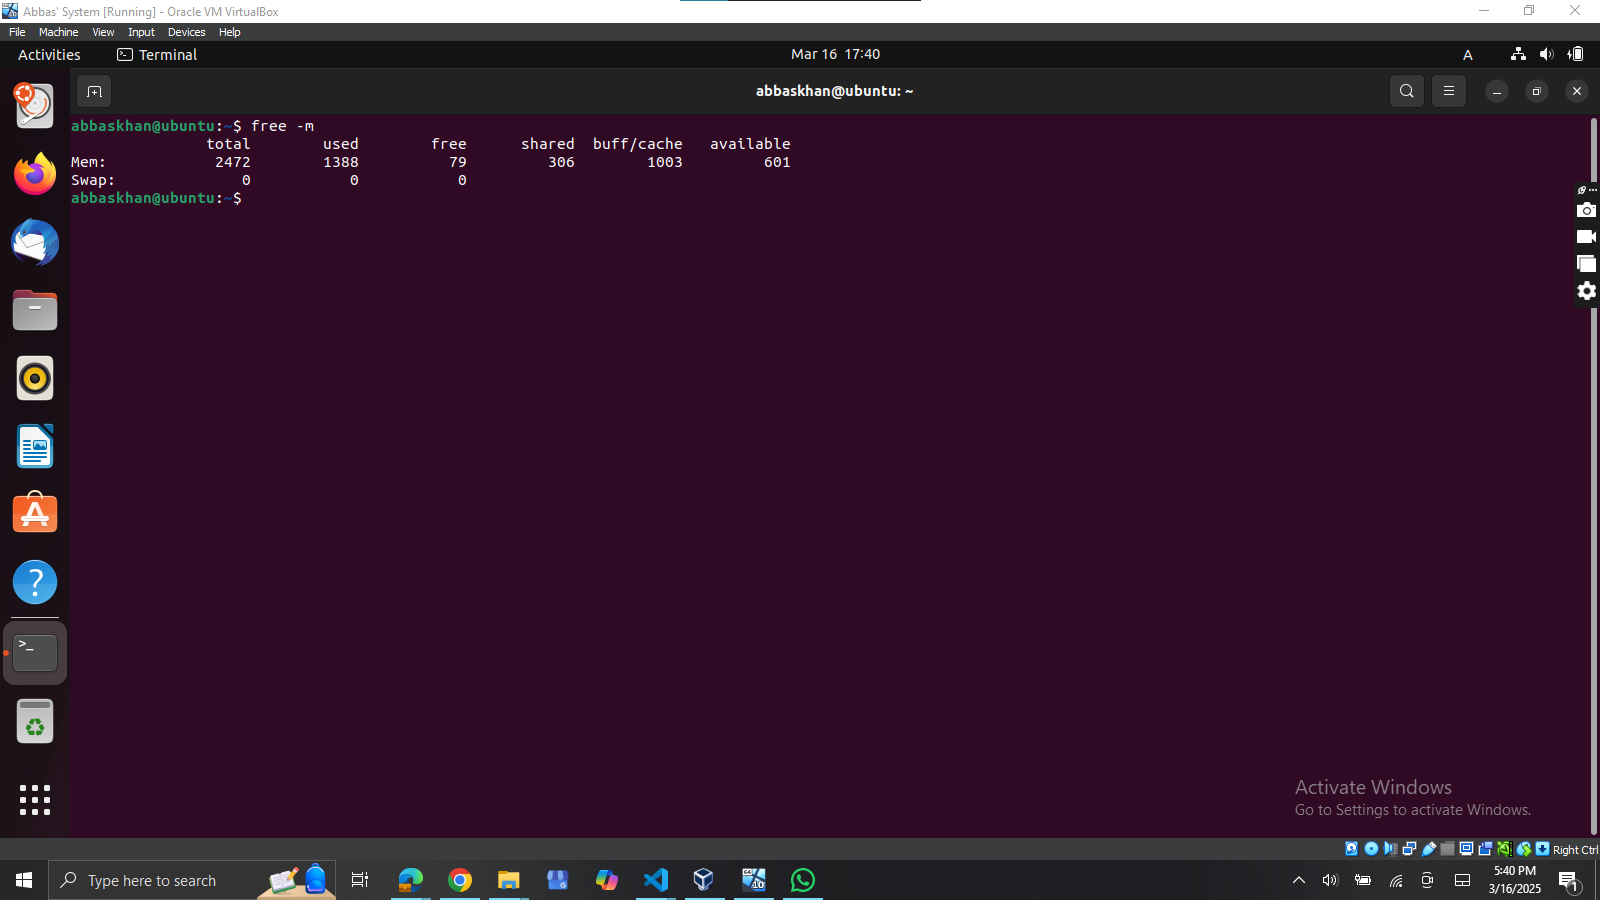 Abbas' System [Running] - Oracle VM VirtualBox
File Machine View Input Devices Help
Activities Terminal Mar 16 17:40 A
abbaskhan@ubuntu: ~
abbaskhan@ubuntu:~$ free -m
total used free shared buff/cache available
Mem: 2472 1388 79 306 1003 601
Swap: 0 0 0
abbaskhan@ubuntu:~$
Activate Windows
Go to Settings to activate Windows.
Right Ctrl
Type here to search
5:40 PM
3/16/2025
1